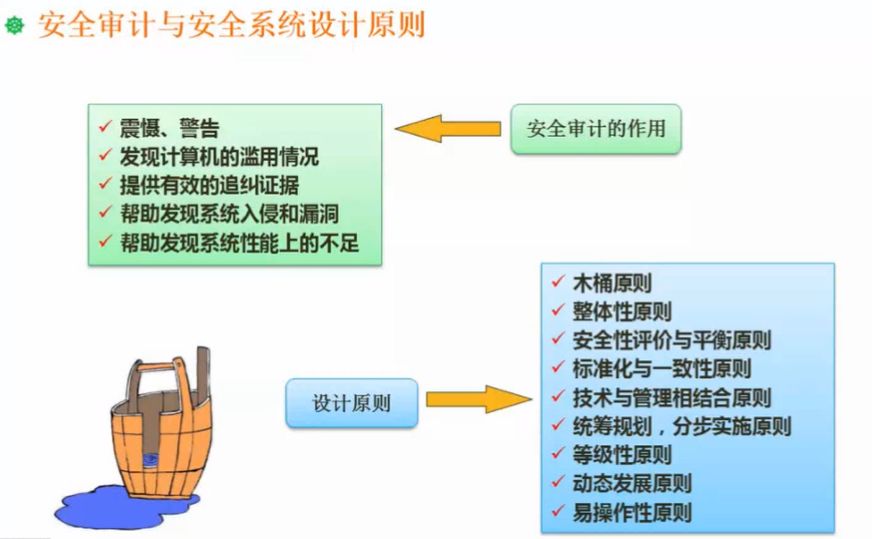 安全审计与安全系统设计原则
安全审计的作用
震慑、警告
发现计算机的滥用情况
提供有效的追纠证据
帮助发现系统入侵和漏洞
帮助发现系统性能上的不足
设计原则
木桶原则
整体性原则
安全性评价与平衡原则
标准化与一致性原则
技术与管理相结合原则
统筹规划，分步实施原则
等级性原则
动态发展原则
易操作性原则